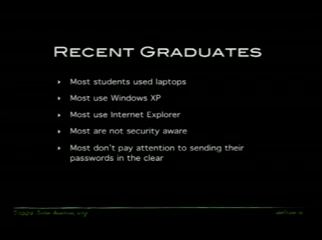 RECENT GRADUATES
Most students used laptops
Most use Windows XP
Most use Internet Explorer
Most are not security aware
Most don't pay attention to sending their
passwords in the clear